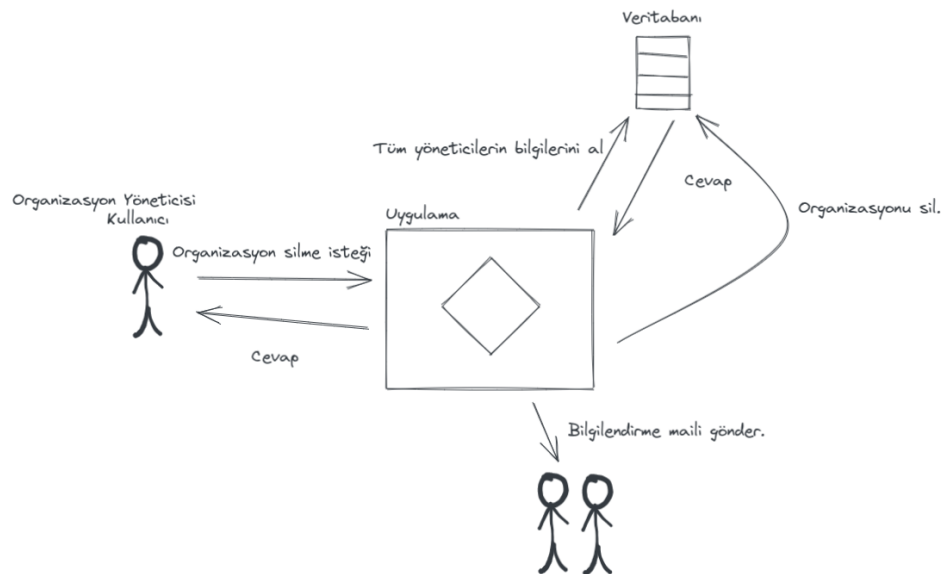 Veritabanı
Tüm yöneticilerin bilgilerini al
Cevap
Organizasyon Yöneticisi
Kullanıcı
Organizasyonu sil.
Uygulama
Organizasyon silme isteği
Cevap
Bilgilendirme maili gönder.